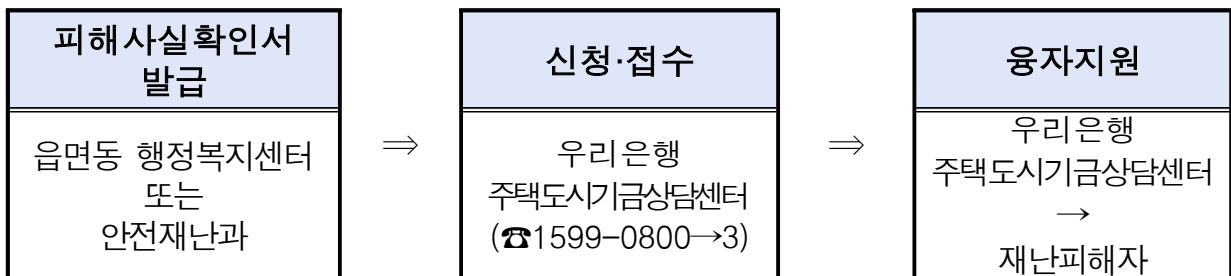 피해사실확인서
발급
읍면동 행정복지센터
또는
안전재난과
⇒
신청·접수
우리은행
주택도시기금상담센터
(☎1599-0800→3)
⇒
융자지원
우리은행
주택도시기금상담센터
→
재난피해자